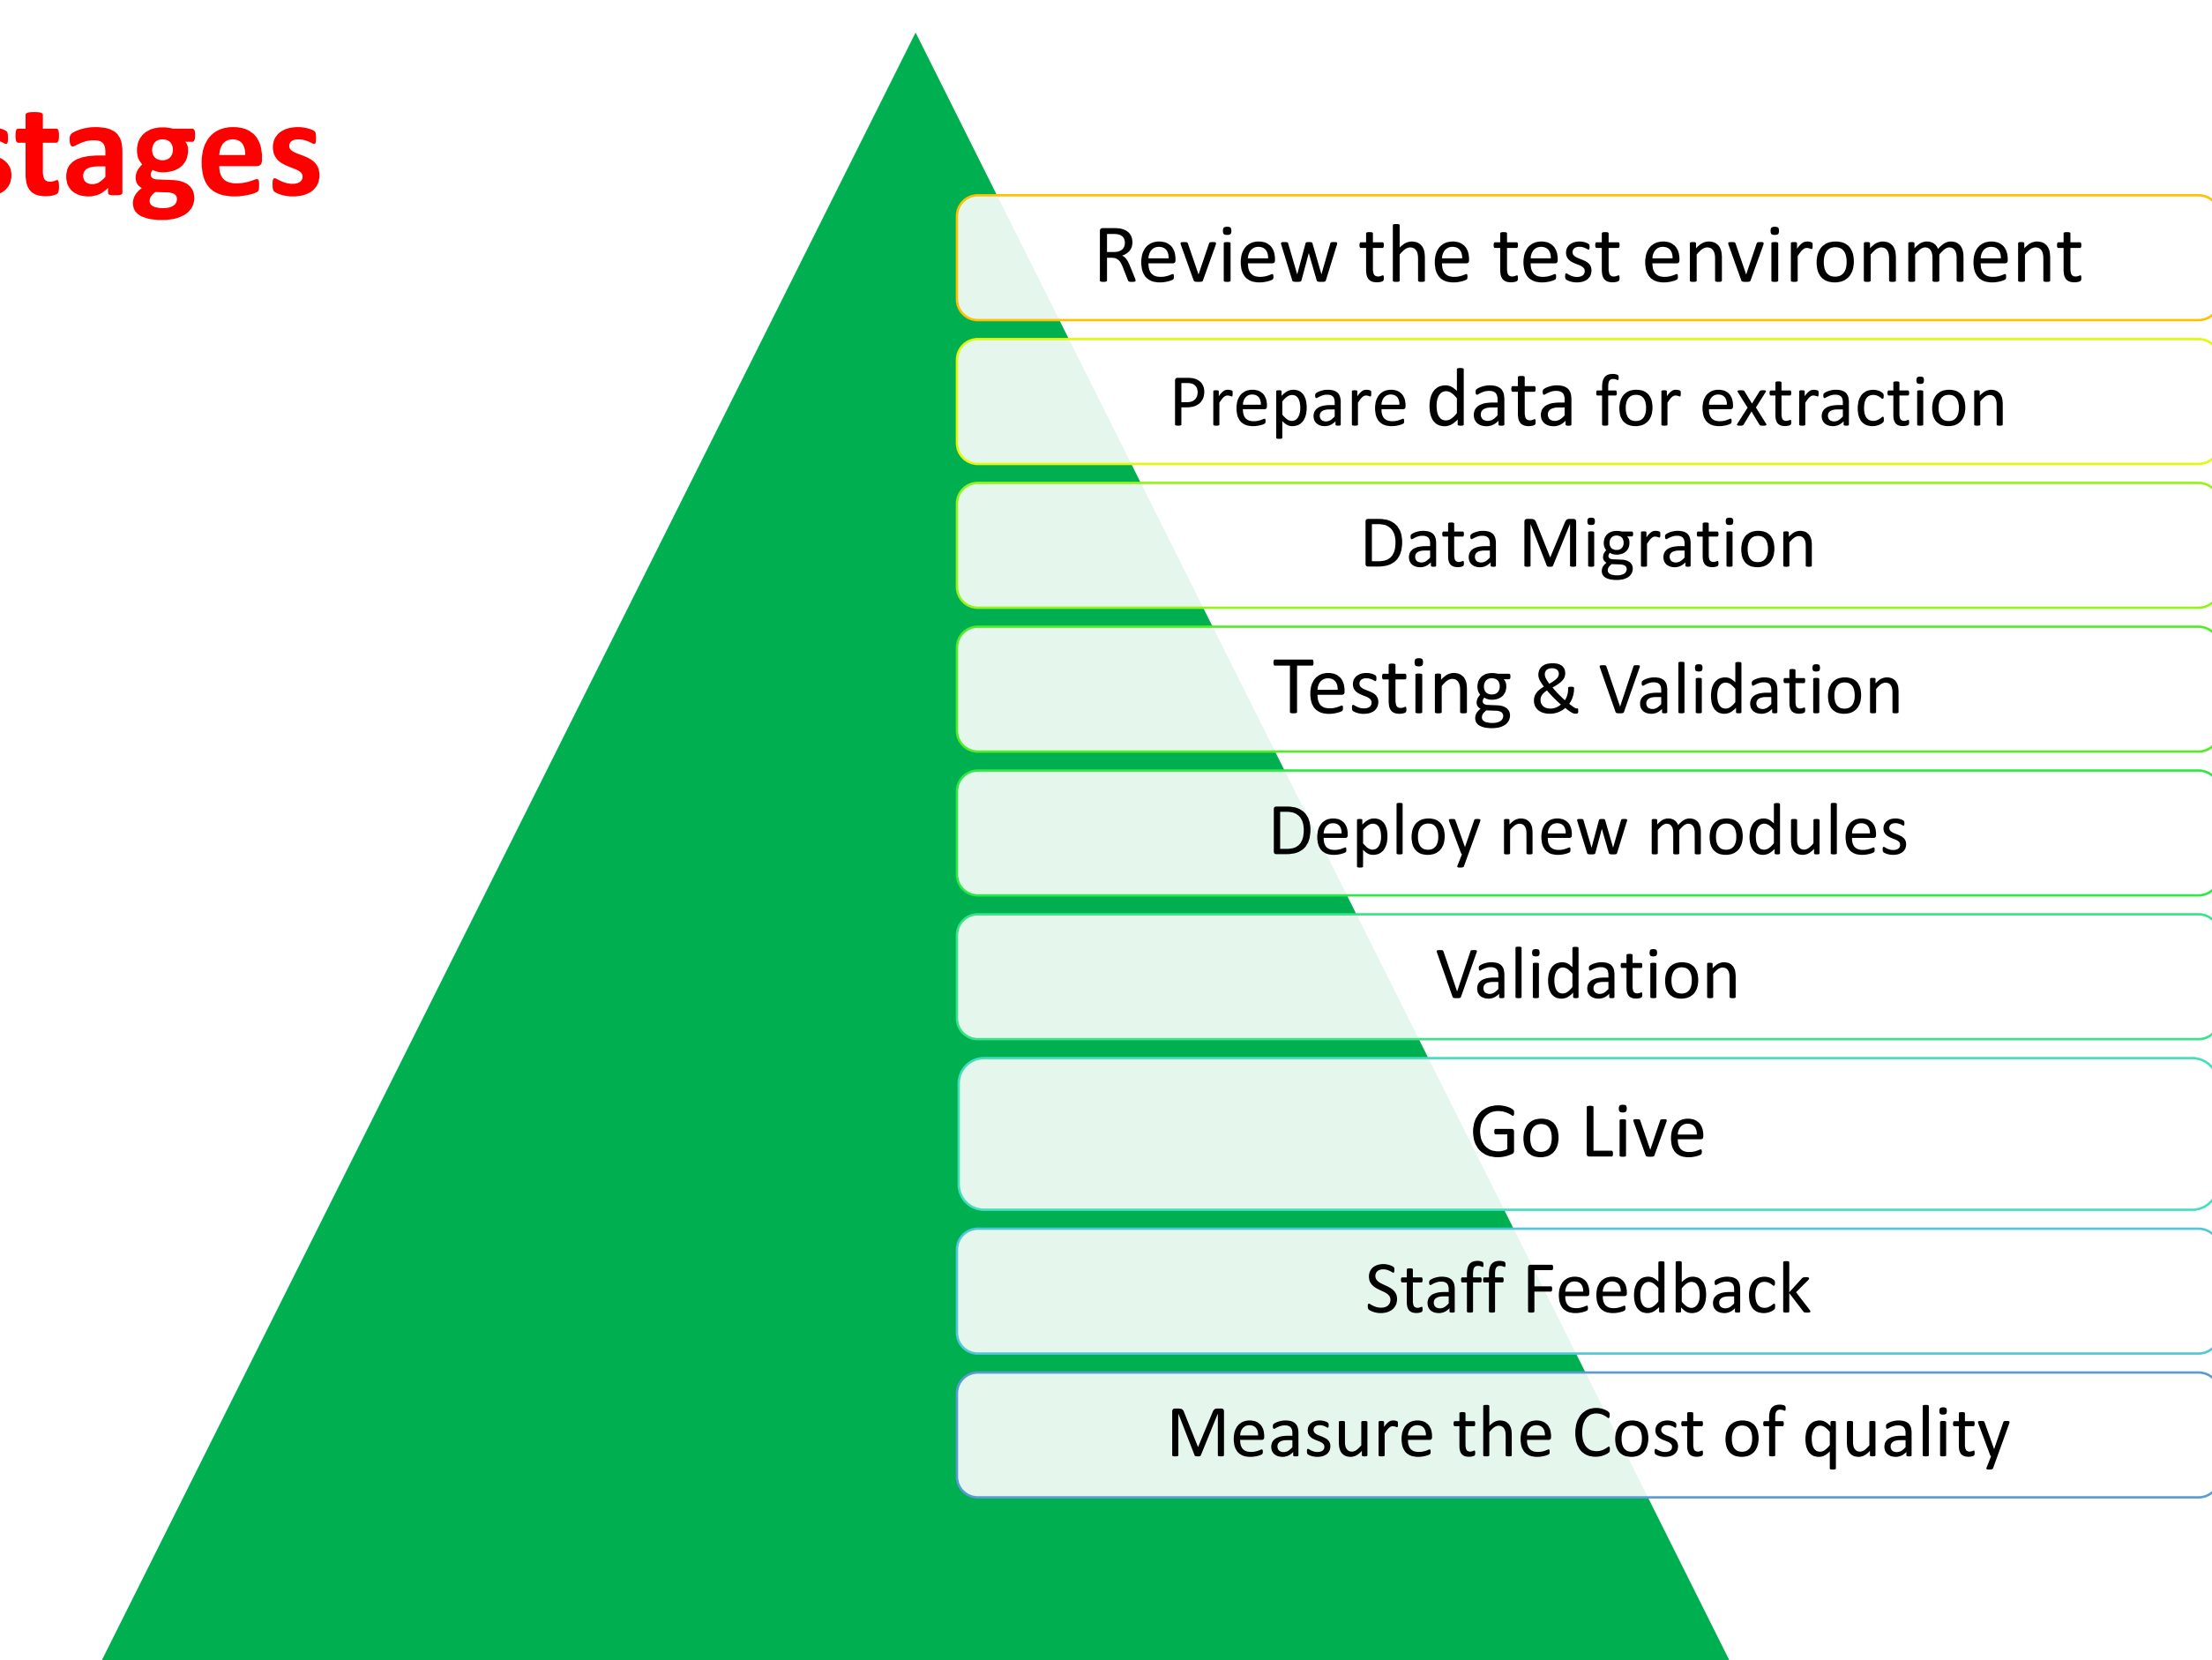 stages
Review the test environment
Prepare data for extraction
Data Migration
Testing & Validation
Deploy new modules
Validation
Go Live
Staff Feedback
Measure the Cost of quality